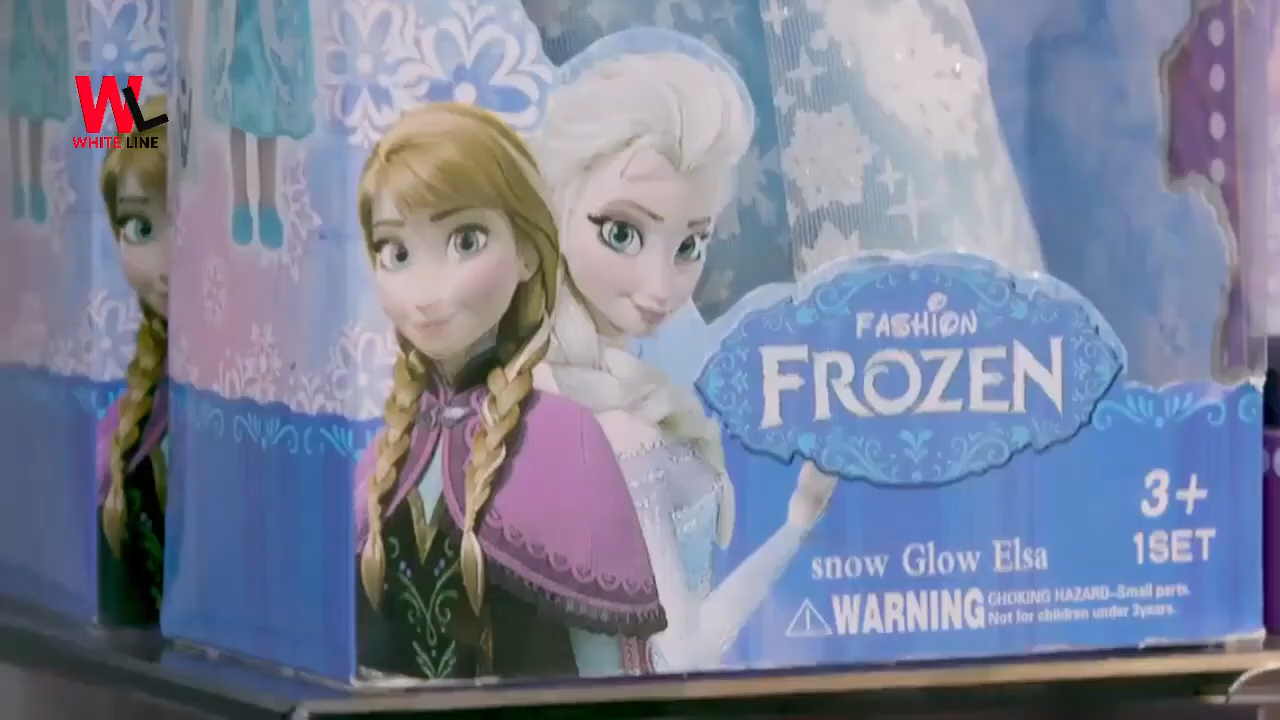 WL
WHITE LINE
FASHION
FROZEN
3+
1SET
snow Glow Elsa
WARNING
CHOKING HAZARD–Small parts.
Not for children under 3years.